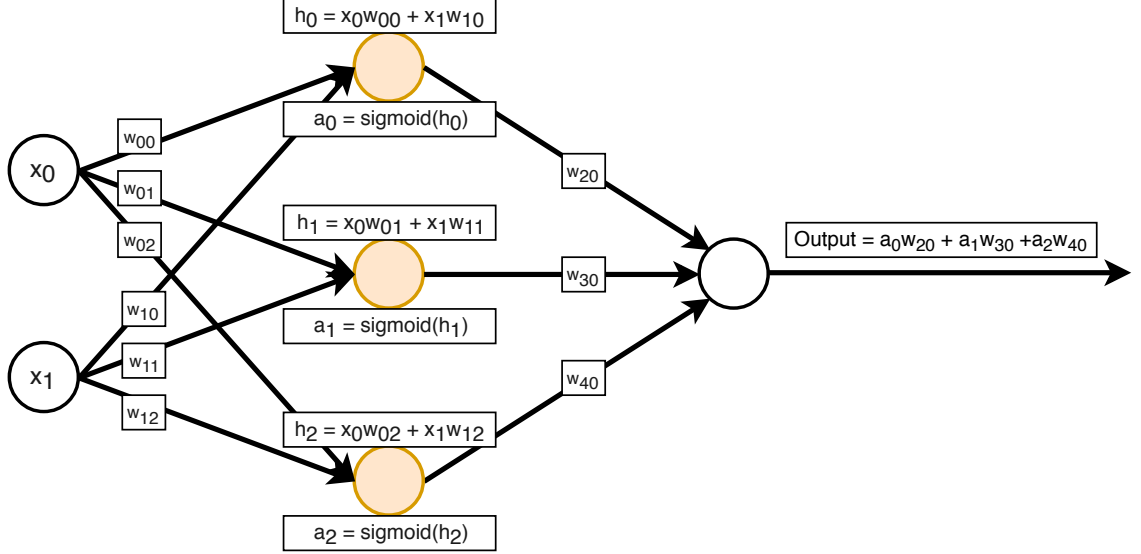 h₀ = x₀w₀₀ + x₁w₁₀
a₀ = sigmoid(h₀)
w₀₀
x₀
w₂₀
w₀₁
h₁ = x₀w₀₁ + x₁w₁₁
w₀₂
Output = a₀w₂₀ + a₁w₃₀ +a₂w₄₀
w₃₀
w₁₀
a₁ = sigmoid(h₁)
w₁₁
x₁
w₄₀
w₁₂
h₂ = x₀w₀₂ + x₁w₁₂
a₂ = sigmoid(h₂)